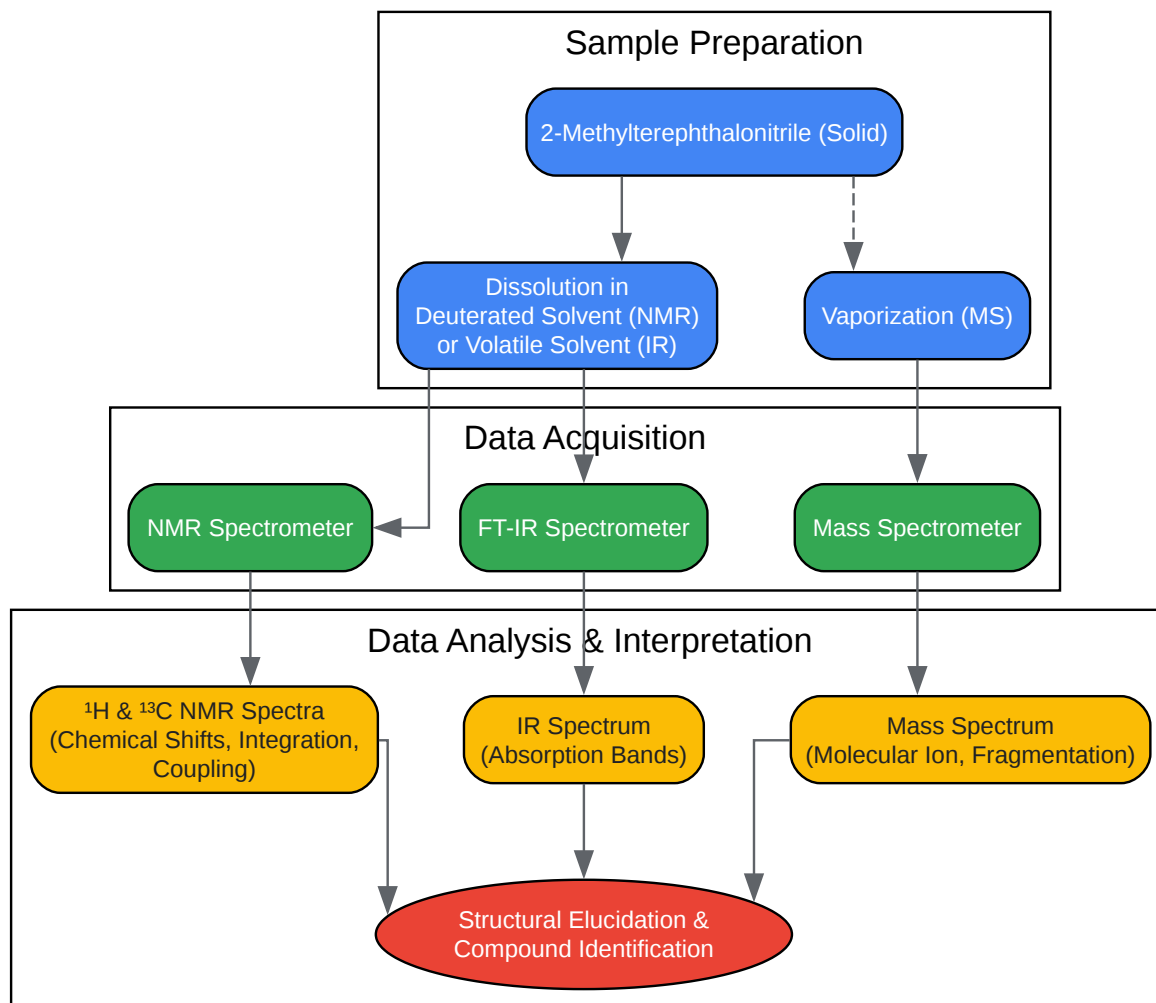 Sample Preparation
2-Methylterephthalonitrile (Solid)
Dissolution in
Deuterated Solvent (NMR)
or Volatile Solvent (IR)
Vaporization (MS)
Data Acquisition
NMR Spectrometer
FT-IR Spectrometer
Mass Spectrometer
Data Analysis & Interpretation
¹H & ¹³C NMR Spectra
(Chemical Shifts, Integration,
Coupling)
IR Spectrum
(Absorption Bands)
Mass Spectrum
(Molecular Ion, Fragmentation)
Structural Elucidation &
Compound Identification